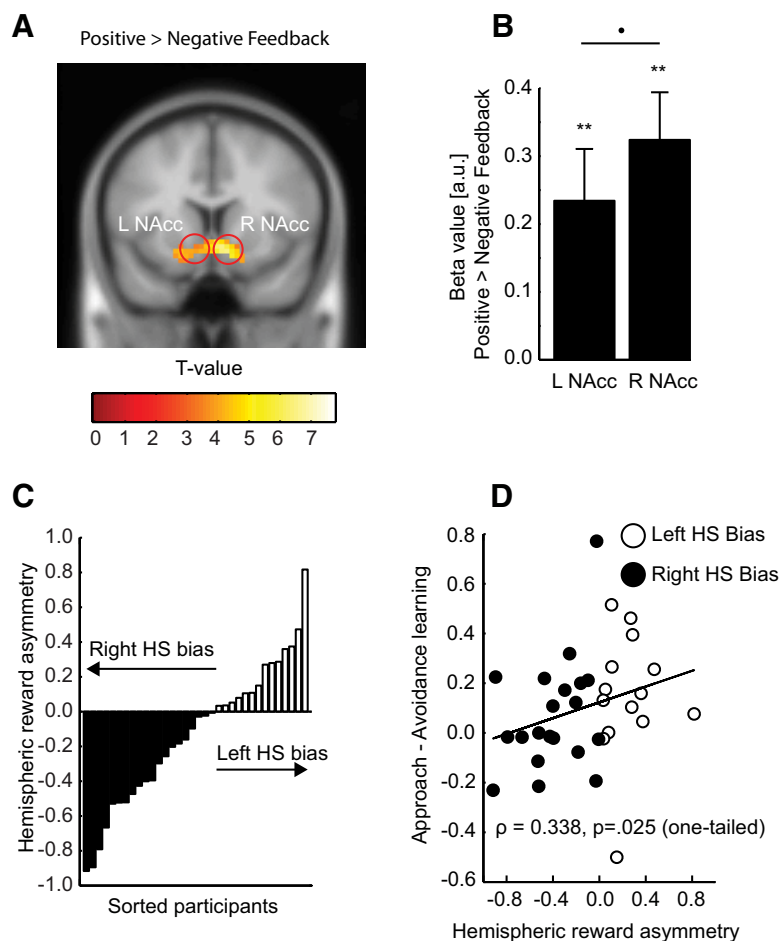 A
Positive > Negative Feedback
L NAcc
R NAcc
T-value
0 1 2 3 4 5 6 7
B
•
**
**
Beta value [a.u.]
Positive > Negative Feedback
0.4
0.3
0.2
0.1
0.0
L NAcc R NAcc
C
Hemispheric reward asymmetry
1.0
0.8
0.6
0.4
0.2
0.0
-0.2
-0.4
-0.6
-0.8
-1.0
Right HS bias
Left HS bias
Sorted participants
D
Approach - Avoidance learning
0.8
0.6
0.4
0.2
0.0
-0.2
-0.4
-0.6
Left HS Bias
Right HS Bias
ρ = 0.338, p=.025 (one-tailed)
-0.8 -0.4 0.0 0.4 0.8
Hemispheric reward asymmetry